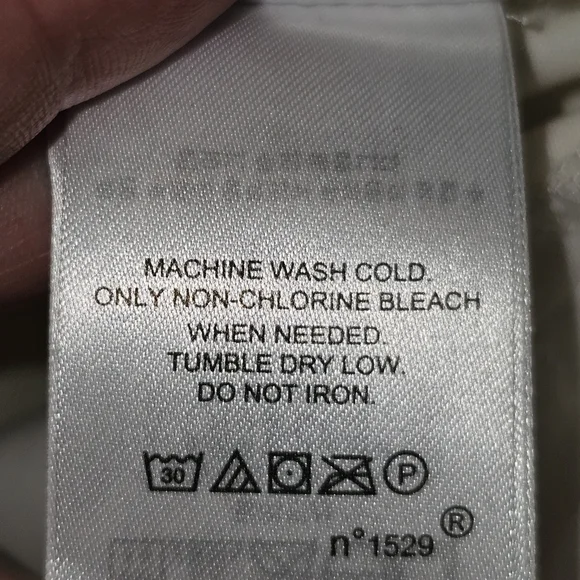 MACHINE WASH COLD.
ONLY NON-CHLORINE BLEACH
WHEN NEEDED.
TUMBLE DRY LOW.
DO NOT IRON.
30 P
n°1529®